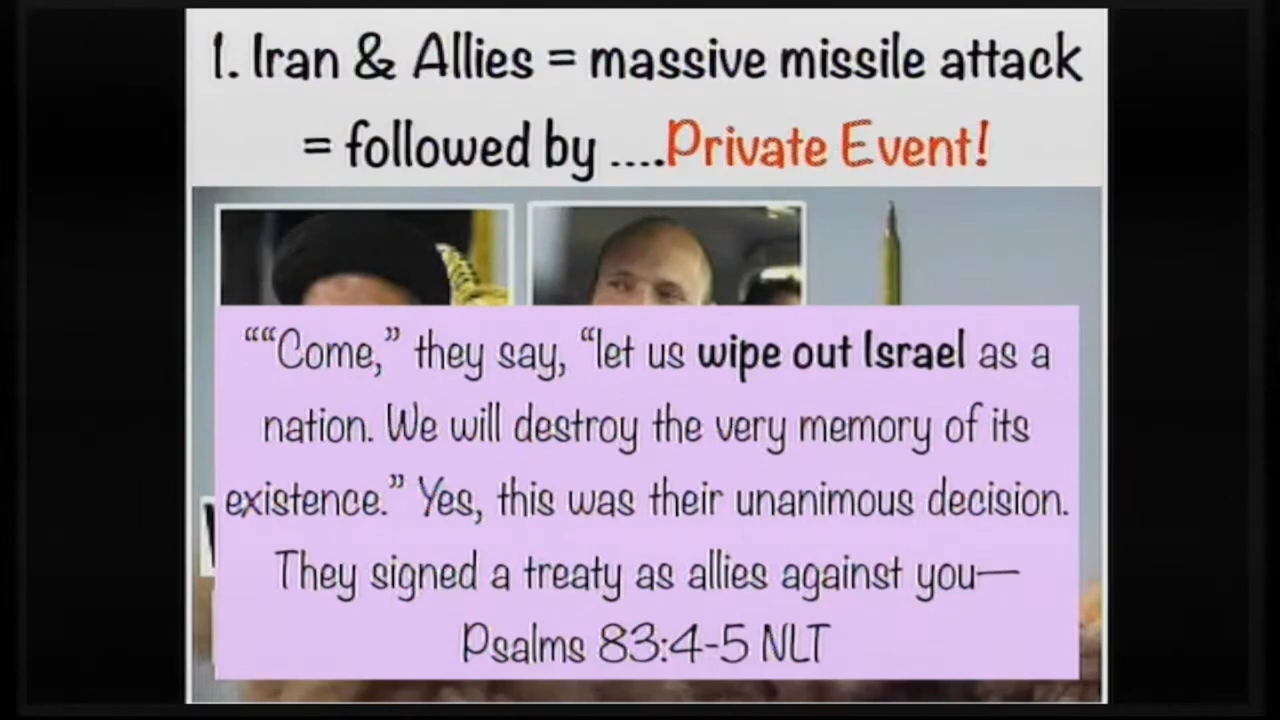 1. Iran & Allies = massive missile attack
= followed by ....Private Event!
““Come,” they say, “let us wipe out Israel as a
nation. We will destroy the very memory of its
existence.” Yes, this was their unanimous decision.
They signed a treaty as allies against you—
Psalms 83:4-5 NLT